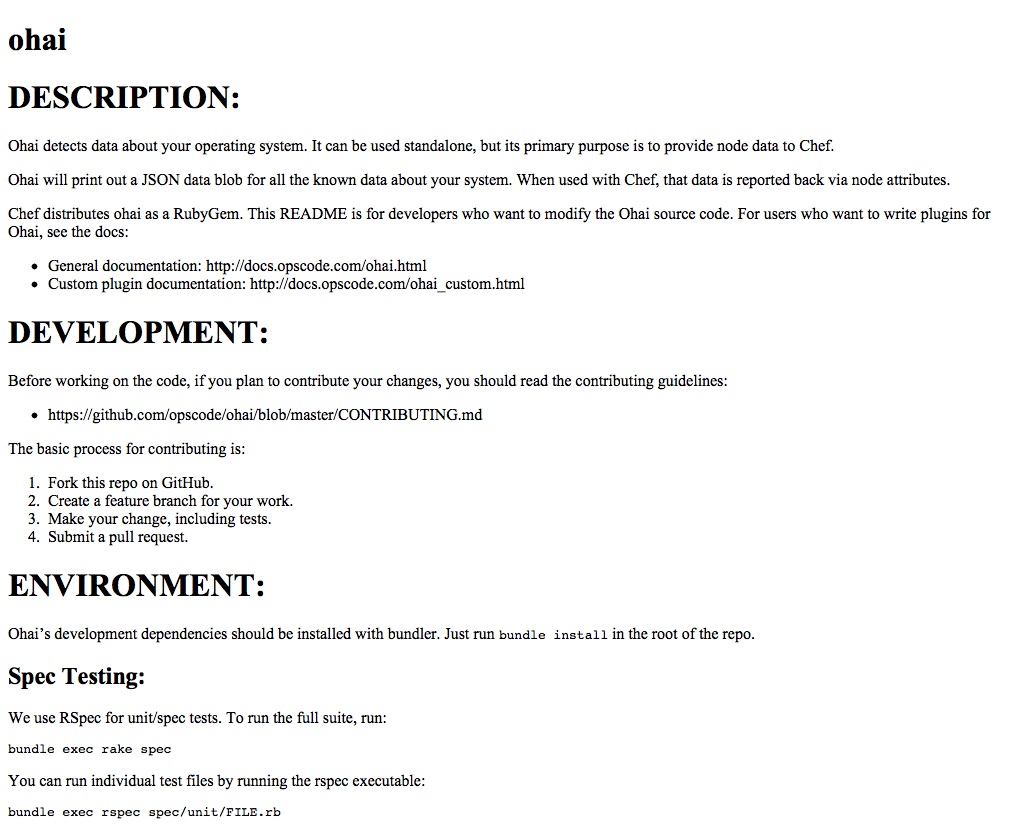 ohai
DESCRIPTION:
Ohai detects data about your operating system. It can be used standalone, but its primary purpose is to provide node data to Chef.
Ohai will print out a JSON data blob for all the known data about your system. When used with Chef, that data is reported back via node attributes.
Chef distributes ohai as a RubyGem. This README is for developers who want to modify the Ohai source code. For users who want to write plugins for
Ohai, see the docs:
• General documentation: http://docs.opscode.com/ohai.html
• Custom plugin documentation: http://docs.opscode.com/ohai_custom.html
DEVELOPMENT:
Before working on the code, if you plan to contribute your changes, you should read the contributing guidelines:
• https://github.com/opscode/ohai/blob/master/CONTRIBUTING.md
The basic process for contributing is:
1. Fork this repo on GitHub.
2. Create a feature branch for your work.
3. Make your change, including tests.
4. Submit a pull request.
ENVIRONMENT:
Ohai’s development dependencies should be installed with bundler. Just run bundle install in the root of the repo.
Spec Testing:
We use RSpec for unit/spec tests. To run the full suite, run:
bundle exec rake spec
You can run individual test files by running the rspec executable:
bundle exec rspec spec/unit/FILE.rb